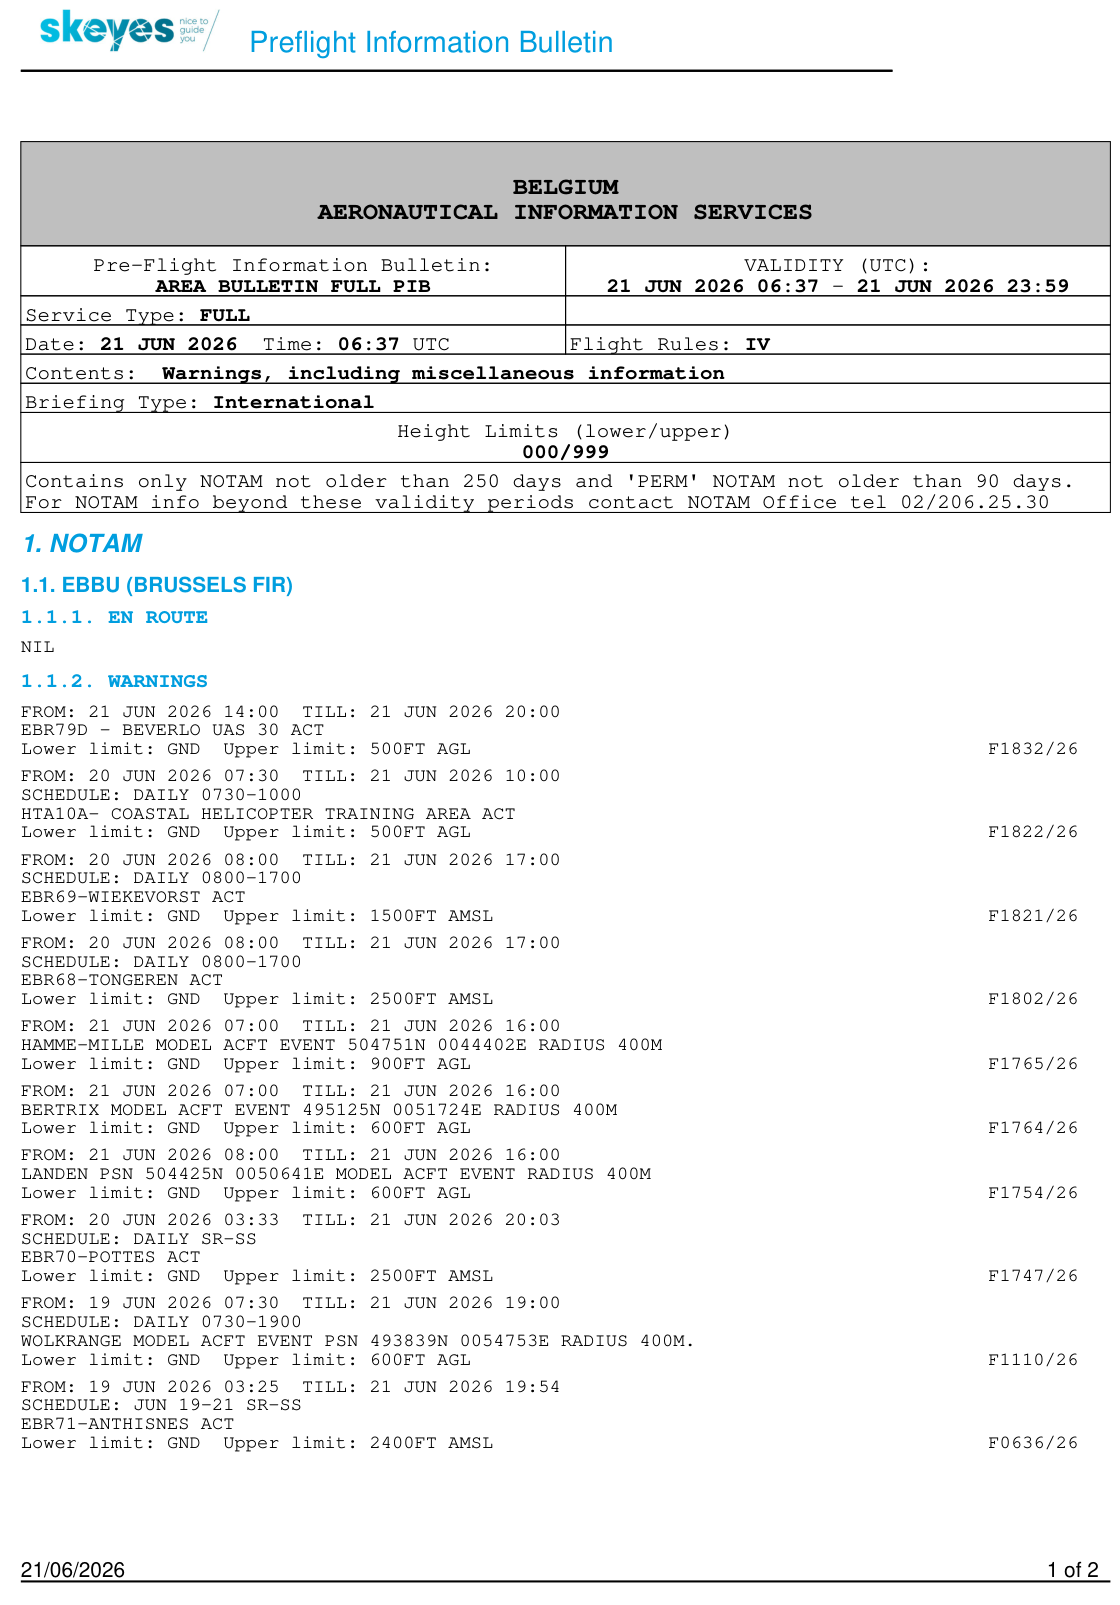 skeyes nice to guide you
Preflight Information Bulletin
BELGIUM
AERONAUTICAL INFORMATION SERVICES
Pre-Flight Information Bulletin:
AREA BULLETIN FULL PIB
VALIDITY (UTC):
21 JUN 2026 06:37 - 21 JUN 2026 23:59
Service Type: FULL
Date: 21 JUN 2026  Time: 06:37 UTC
Flight Rules: IV
Contents:  Warnings, including miscellaneous information
Briefing Type: International
Height Limits (lower/upper)
000/999
Contains only NOTAM not older than 250 days and 'PERM' NOTAM not older than 90 days.
For NOTAM info beyond these validity periods contact NOTAM Office tel 02/206.25.30
1. NOTAM
1.1. EBBU (BRUSSELS FIR)
1.1.1. EN ROUTE
NIL
1.1.2. WARNINGS
FROM: 21 JUN 2026 14:00  TILL: 21 JUN 2026 20:00
EBR79D - BEVERLO UAS 30 ACT
Lower limit: GND  Upper limit: 500FT AGL F1832/26
FROM: 20 JUN 2026 07:30  TILL: 21 JUN 2026 10:00
SCHEDULE: DAILY 0730-1000
HTA10A- COASTAL HELICOPTER TRAINING AREA ACT
Lower limit: GND  Upper limit: 500FT AGL F1822/26
FROM: 20 JUN 2026 08:00  TILL: 21 JUN 2026 17:00
SCHEDULE: DAILY 0800-1700
EBR69-WIEKEVORST ACT
Lower limit: GND  Upper limit: 1500FT AMSL F1821/26
FROM: 20 JUN 2026 08:00  TILL: 21 JUN 2026 17:00
SCHEDULE: DAILY 0800-1700
EBR68-TONGEREN ACT
Lower limit: GND  Upper limit: 2500FT AMSL F1802/26
FROM: 21 JUN 2026 07:00  TILL: 21 JUN 2026 16:00
HAMME-MILLE MODEL ACFT EVENT 504751N 0044402E RADIUS 400M
Lower limit: GND  Upper limit: 900FT AGL F1765/26
FROM: 21 JUN 2026 07:00  TILL: 21 JUN 2026 16:00
BERTRIX MODEL ACFT EVENT 495125N 0051724E RADIUS 400M
Lower limit: GND  Upper limit: 600FT AGL F1764/26
FROM: 21 JUN 2026 08:00  TILL: 21 JUN 2026 16:00
LANDEN PSN 504425N 0050641E MODEL ACFT EVENT RADIUS 400M
Lower limit: GND  Upper limit: 600FT AGL F1754/26
FROM: 20 JUN 2026 03:33  TILL: 21 JUN 2026 20:03
SCHEDULE: DAILY SR-SS
EBR70-POTTES ACT
Lower limit: GND  Upper limit: 2500FT AMSL F1747/26
FROM: 19 JUN 2026 07:30  TILL: 21 JUN 2026 19:00
SCHEDULE: DAILY 0730-1900
WOLKRANGE MODEL ACFT EVENT PSN 493839N 0054753E RADIUS 400M.
Lower limit: GND  Upper limit: 600FT AGL F1110/26
FROM: 19 JUN 2026 03:25  TILL: 21 JUN 2026 19:54
SCHEDULE: JUN 19-21 SR-SS
EBR71-ANTHISNES ACT
Lower limit: GND  Upper limit: 2400FT AMSL F0636/26
21/06/2026
1 of 2